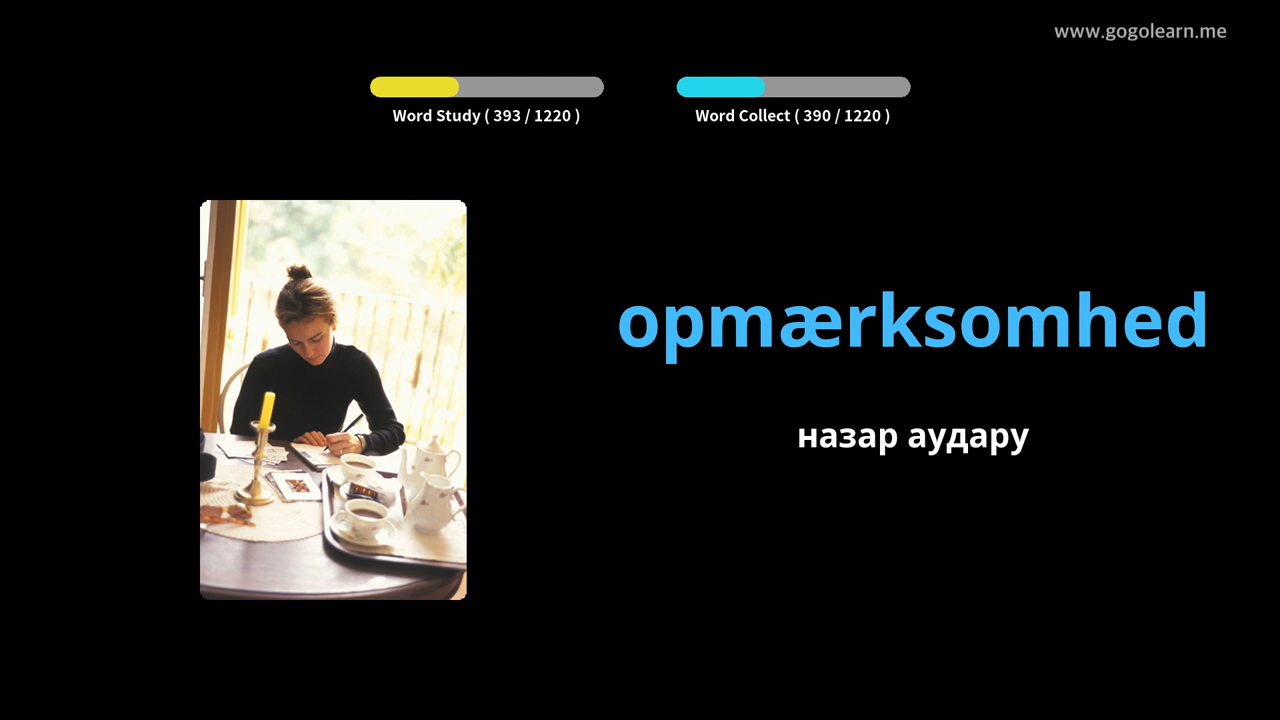 www.gogolearn.me
Word Study ( 393 / 1220 )
Word Collect ( 390 / 1220 )
opmærksomhed
назар аудару